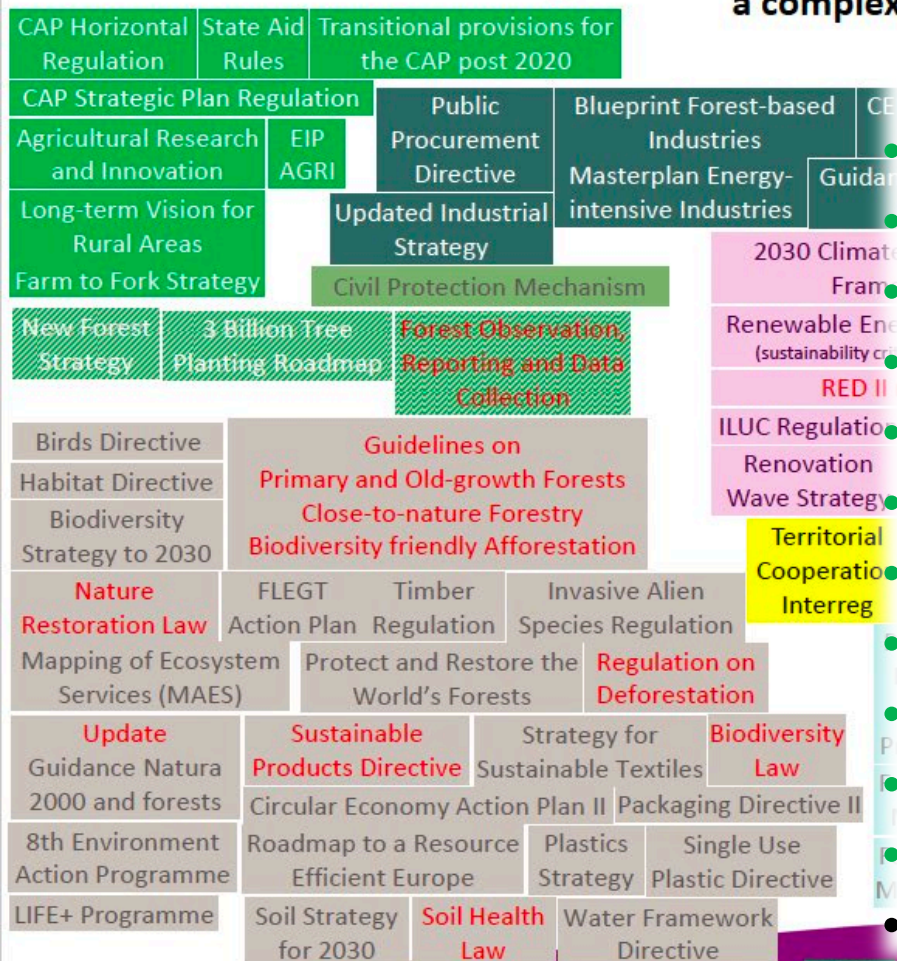 a complex
CAP Horizontal
Regulation
State Aid
Rules
Transitional provisions for
the CAP post 2020
CAP Strategic Plan Regulation
Public
Procurement
Directive
Blueprint Forest-based
Industries
Masterplan Energy-
intensive Industries
Agricultural Research
and Innovation
EIP
AGRI
Long-term Vision for
Rural Areas
Farm to Fork Strategy
Updated Industrial
Strategy
Civil Protection Mechanism
2030 Climate
Renewable
(sustainability
RED II
ILUC Regulation
Renovation
Wave Strategy
New Forest
Strategy
3 Billion Tree
Planting Roadmap
Forest Observation,
Reporting and Data
Collection
Birds Directive
Habitat Directive
Biodiversity
Strategy to 2030
Guidelines on
Primary and Old-growth Forests
Close-to-nature Forestry
Biodiversity friendly Afforestation
Territorial
Cooperation
Interreg
Nature
Restoration Law
FLEGT
Action Plan
Timber
Regulation
Invasive Alien
Species Regulation
Mapping of Ecosystem
Services (MAES)
Protect and Restore the
World's Forests
Regulation on
Deforestation
Update
Guidance Natura
2000 and forests
Sustainable
Products Directive
Strategy for
Sustainable Textiles
Biodiversity
Law
Circular Economy Action Plan II
Packaging Directive II
8th Environment
Action Programme
Roadmap to a Resource
Efficient Europe
Plastics
Strategy
Single Use
Plastic Directive
LIFE+ Programme
Soil Strategy
for 2030
Soil Health
Law
Water Framework
Directive